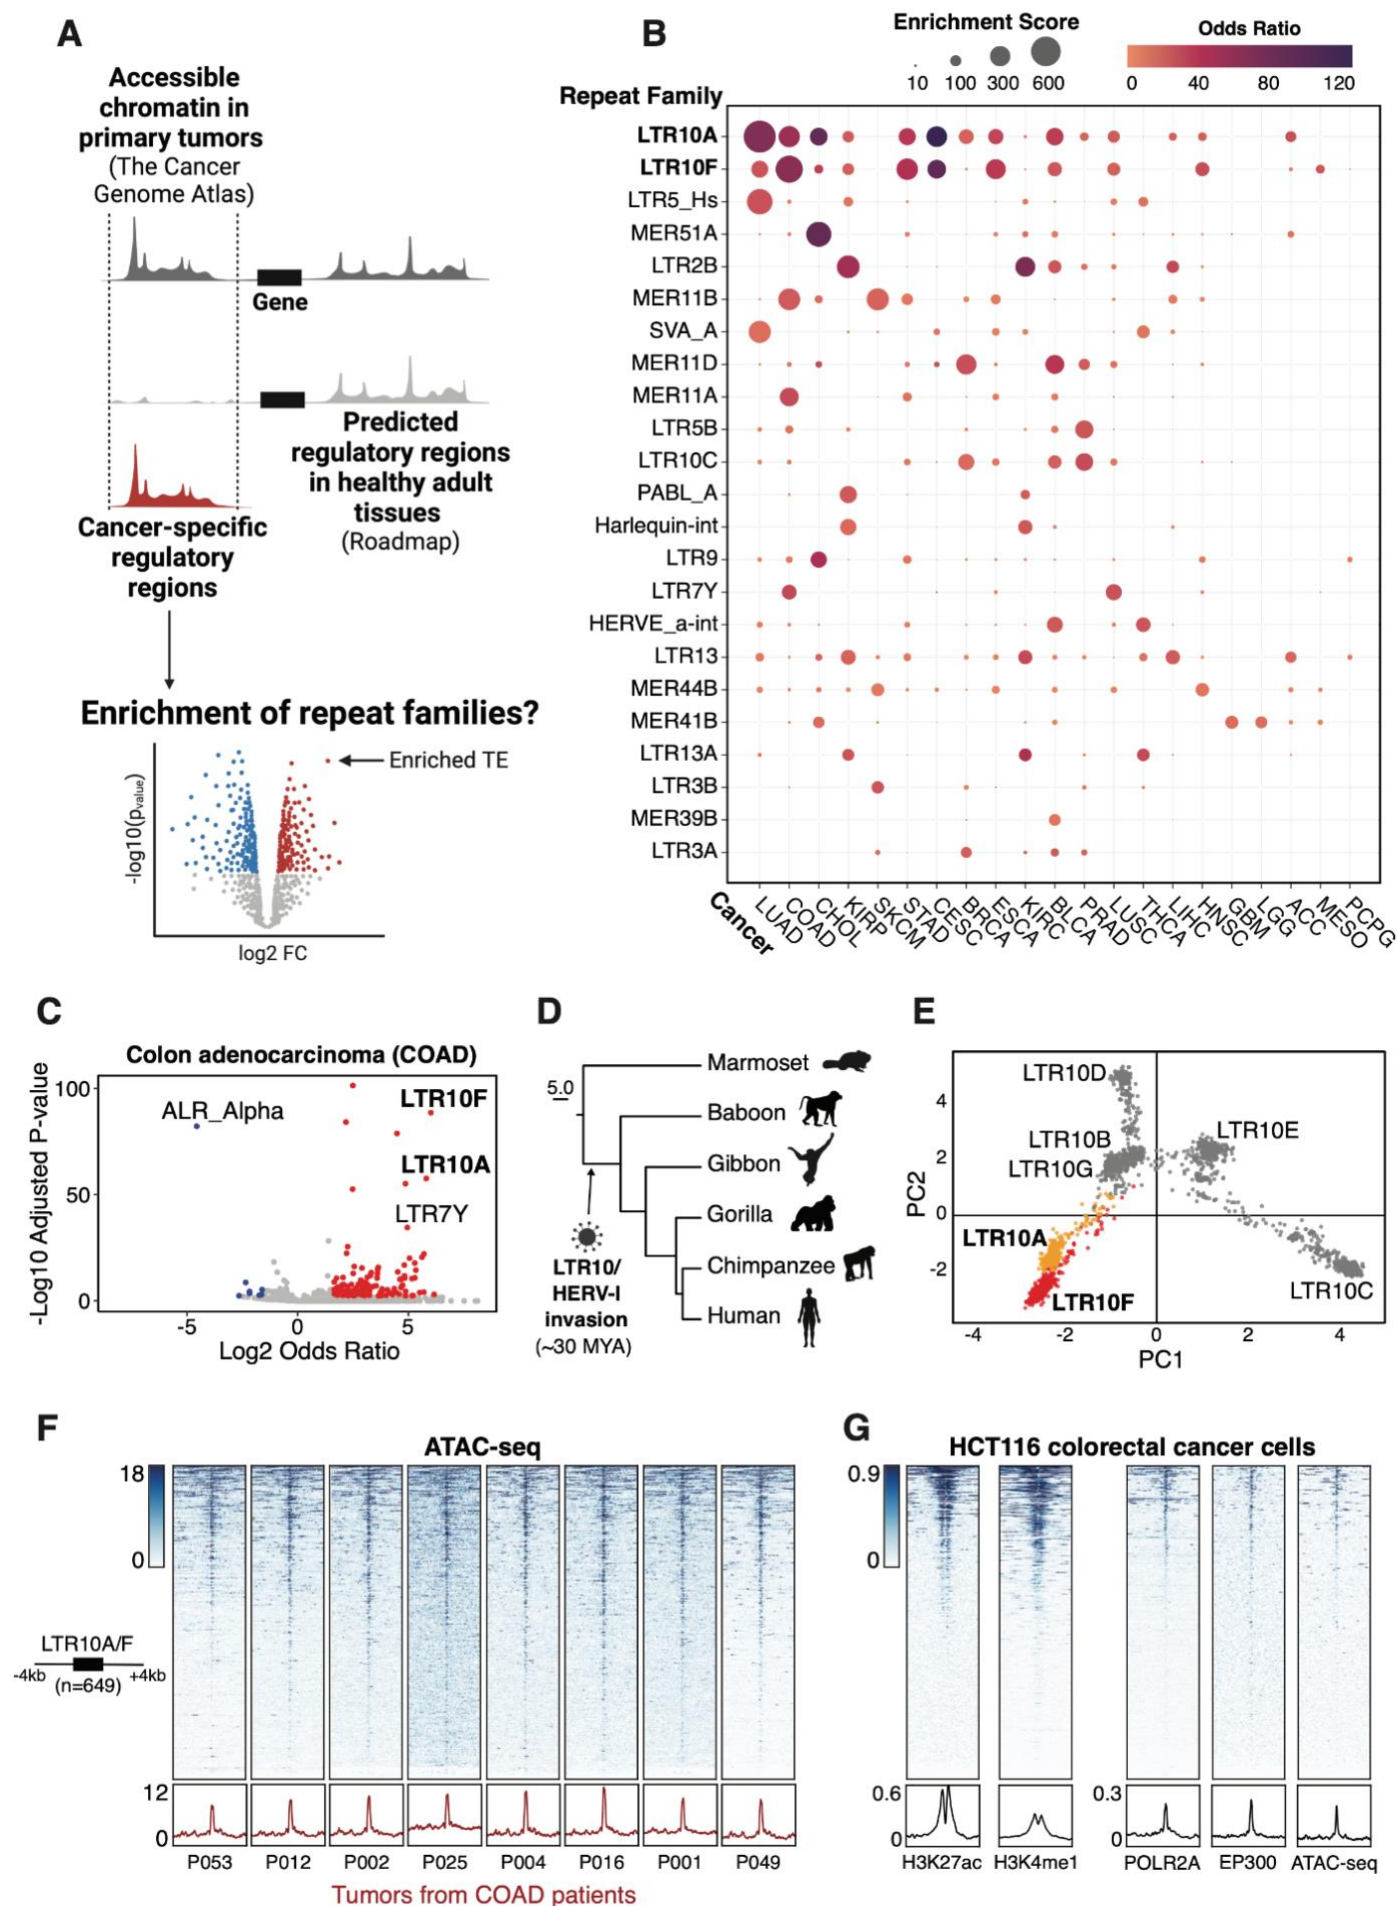 A
Accessible
chromatin in
primary tumors
(The Cancer
Genome Atlas)
Gene
Predicted
regulatory regions
in healthy adult
tissues
(Roadmap)
Cancer-specific
regulatory
regions
Enrichment of repeat families?
Enriched TE
-log10(pvalue)
log2 FC
B
Enrichment Score
10 100 300 600
Odds Ratio
0 40 80 120
Repeat Family
LTR10A
LTR10F
LTR5_Hs
MER51A
LTR2B
MER11B
SVA_A
MER11D
MER11A
LTR5B
LTR10C
PABL_A
Harlequin-int
LTR9
LTR7Y
HERVE_a-int
LTR13
MER44B
MER41B
LTR13A
LTR3B
MER39B
LTR3A
Cancer
LUAD
COAD
CHOL
KIRP
SKCM
STAD
CESC
BRCA
ESCA
KIRC
BLCA
PRAD
LUSC
THCA
LIHC
HNSC
GBM
LGG
ACC
MESO
PCPG
C
Colon adenocarcinoma (COAD)
-Log10 Adjusted P-value
100
50
0
ALR_Alpha
LTR10F
LTR10A
LTR7Y
-5 0 5
Log2 Odds Ratio
D
5.0
Marmoset
Baboon
Gibbon
Gorilla
Chimpanzee
Human
LTR10/
HERV-I
invasion
(~30 MYA)
E
PC2
4
2
0
-2
LTR10D
LTR10B
LTR10G
LTR10E
LTR10A
LTR10F
LTR10C
-4 -2 0 2 4
PC1
F
ATAC-seq
18
0
LTR10A/F
-4kb +4kb
(n=649)
12
0
P053 P012 P002 P025 P004 P016 P001 P049
Tumors from COAD patients
G
HCT116 colorectal cancer cells
0.9
0
0.6
0
0.3
0
H3K27ac H3K4me1 POLR2A EP300 ATAC-seq